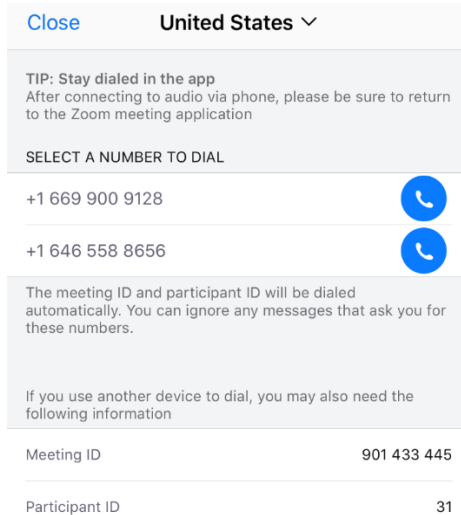 Close United States
TIP: Stay dialed in the app
After connecting to audio via phone, please be sure to return
to the Zoom meeting application
SELECT A NUMBER TO DIAL
+1 669 900 9128
+1 646 558 8656
The meeting ID and participant ID will be dialed
automatically. You can ignore any messages that ask you for
these numbers.
If you use another device to dial, you may also need the
following information
Meeting ID 901 433 445
Participant ID 31